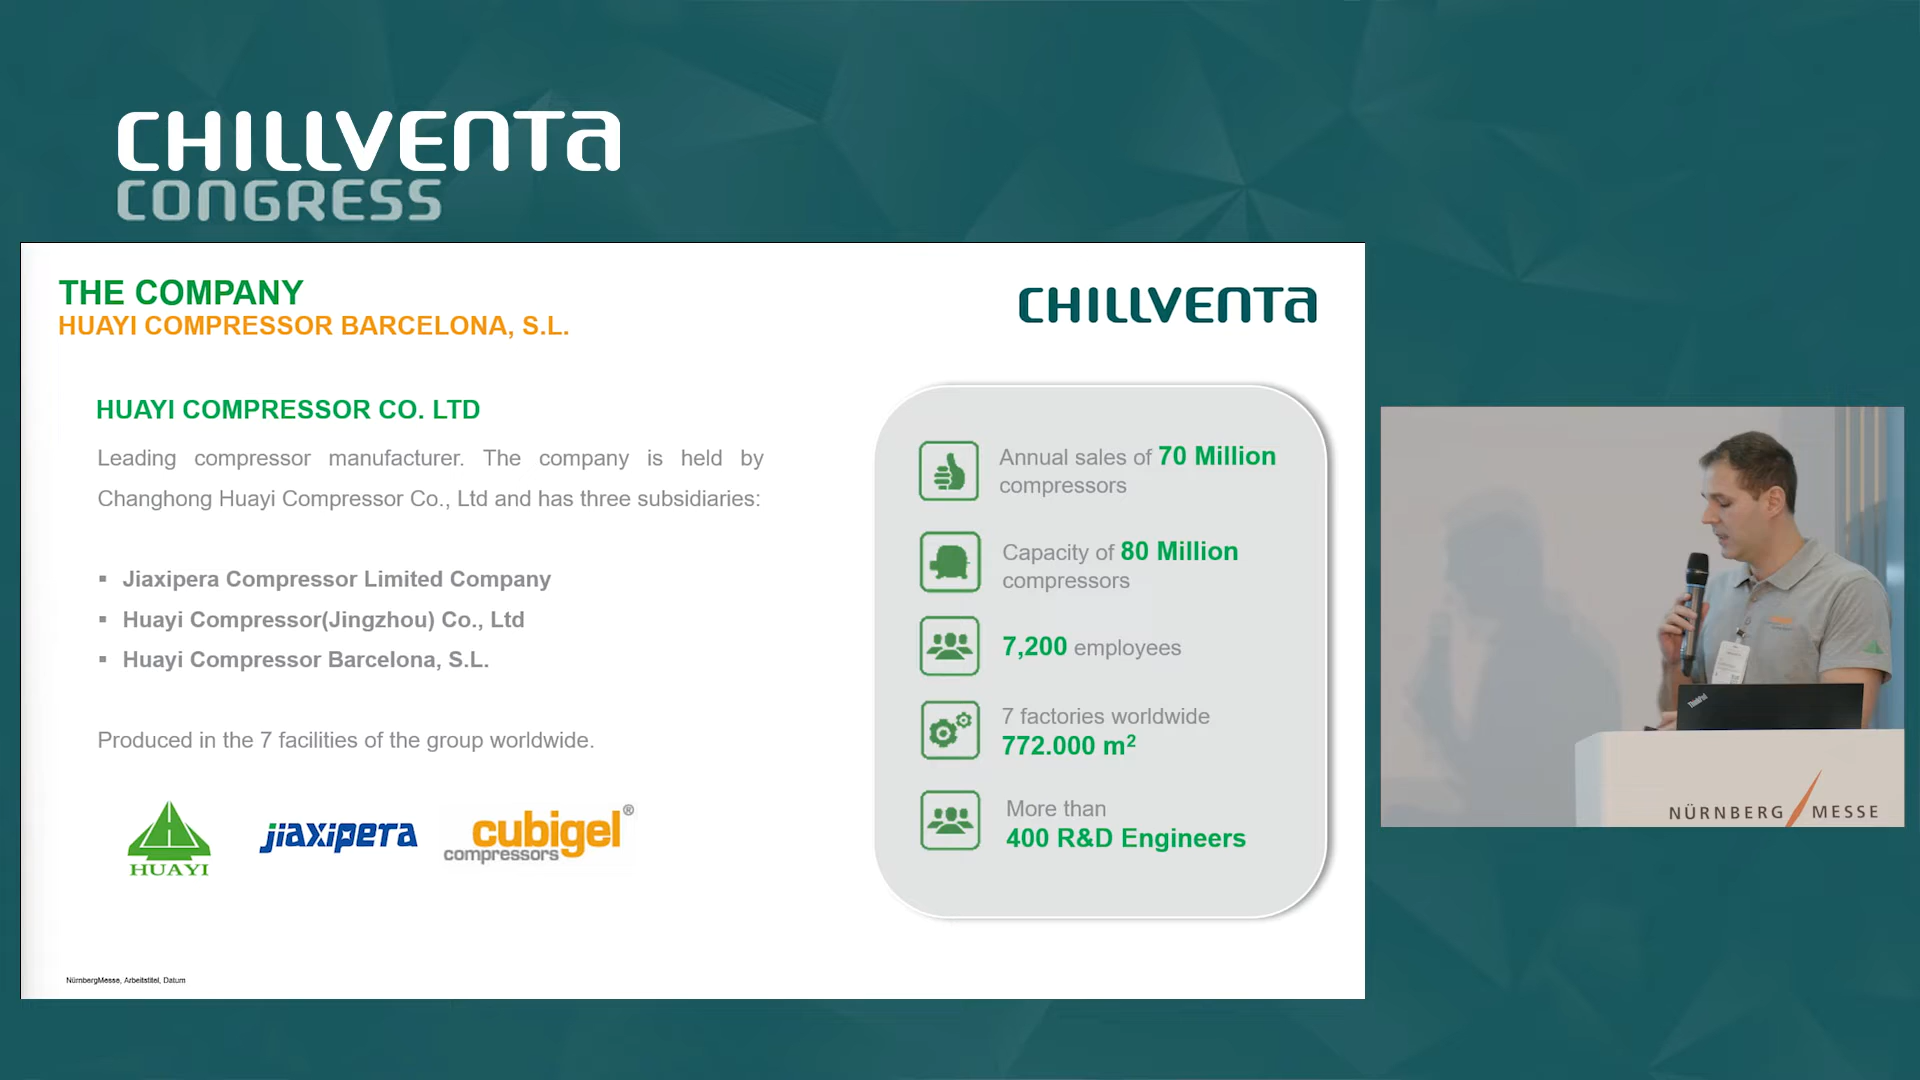 CHILLVENTA
CONGRESS
THE COMPANY
HUAYI COMPRESSOR BARCELONA, S.L.
CHILLVENTA
HUAYI COMPRESSOR CO. LTD
Leading compressor manufacturer. The company is held by
Changhong Huayi Compressor Co., Ltd and has three subsidiaries:
▪ Jiaxipera Compressor Limited Company
▪ Huayi Compressor(Jingzhou) Co., Ltd
▪ Huayi Compressor Barcelona, S.L.
Produced in the 7 facilities of the group worldwide.
HUAYI
jiaxipera
cubigel®
compressors
Annual sales of 70 Million
compressors
Capacity of 80 Million
compressors
7,200 employees
7 factories worldwide
772.000 m²
More than
400 R&D Engineers
NürnbergMesse, Arbeitstitel, Datum
ThinkPad
NÜRNBERG MESSE